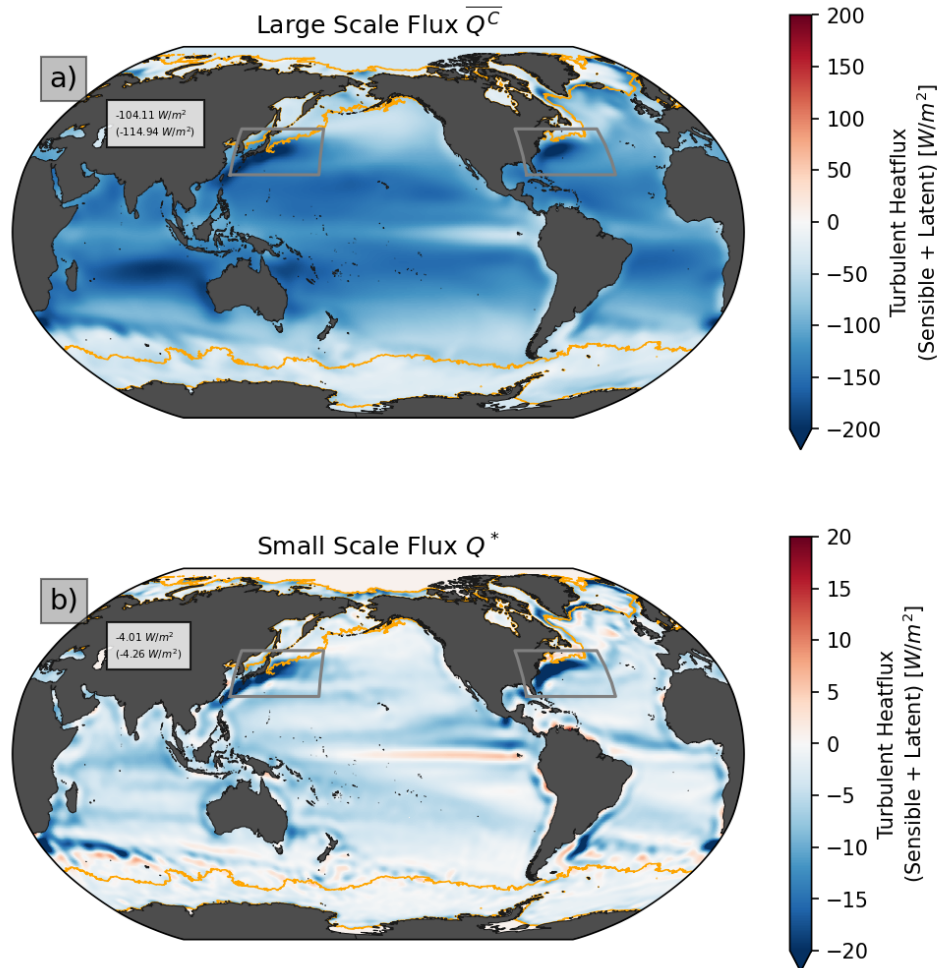 Large Scale Flux $\overline{Q^C}$
a)
-104.11 W/m²
(-114.94 W/m²)
200
150
100
50
0
−50
−100
−150
−200
Turbulent Heatflux
(Sensible + Latent) [W/m²]
Small Scale Flux Q*
b)
-4.01 W/m²
(-4.26 W/m²)
20
15
10
5
0
−5
−10
−15
−20
Turbulent Heatflux
(Sensible + Latent) [W/m²]